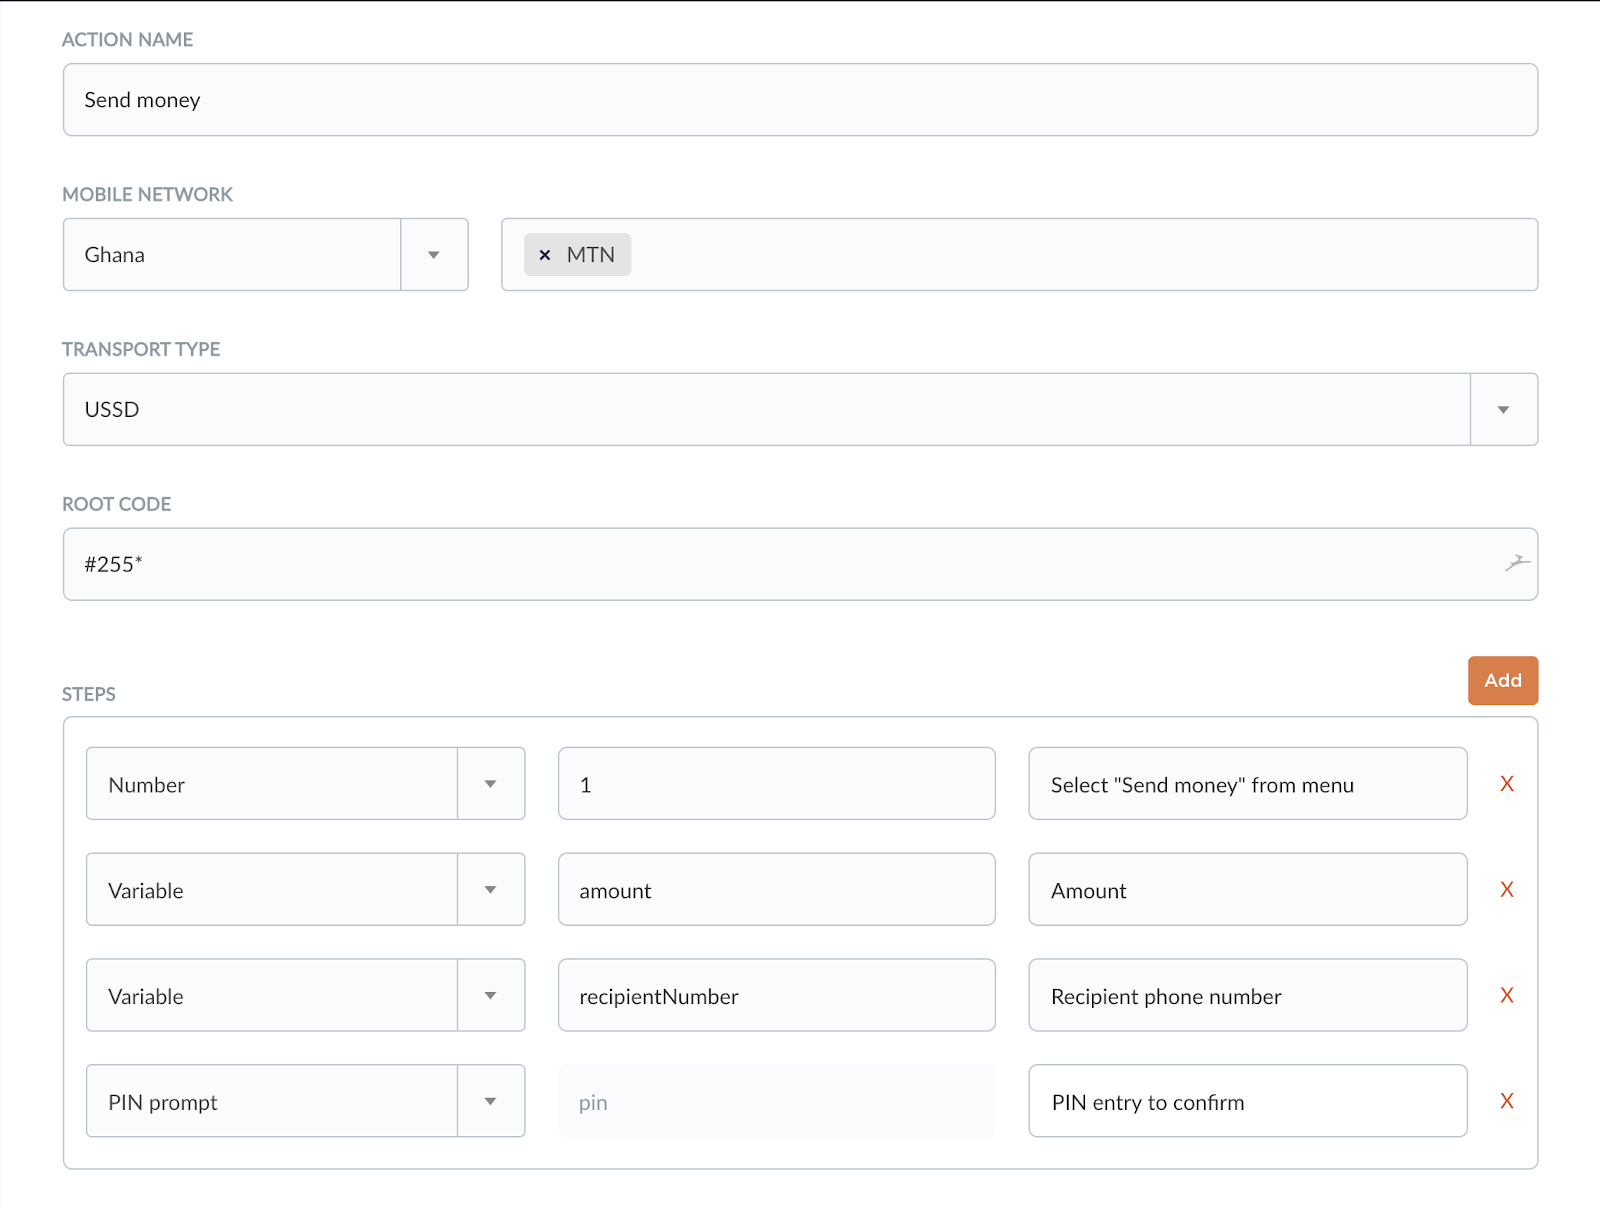 ACTION NAME
Send money
MOBILE NETWORK
Ghana
× MTN
TRANSPORT TYPE
USSD
ROOT CODE
#255*
Add
STEPS
Number 1 Select "Send money" from menu X
Variable amount Amount X
Variable recipientNumber Recipient phone number X
PIN prompt pin PIN entry to confirm X